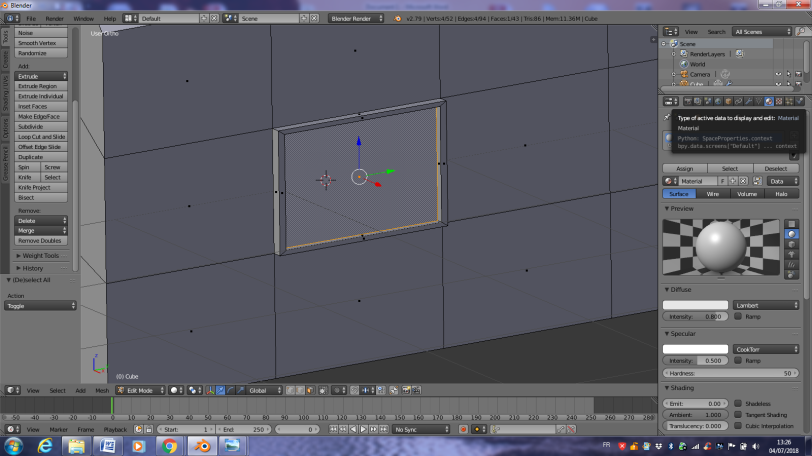 Blender
File Render Window Help Default Scene Blender Render v2.79 | Verts:4/52 | Edges:4/94 | Faces:1/43 | Tris:86 | Mem:11.36M | Cube
User Ortho
Tools
Create
Shading/UVs
Options
Grease Pencil
Noise
Smooth Vertex
Randomize
Add:
Extrude
Extrude Region
Extrude Individual
Inset Faces
Make Edge/Face
Subdivide
Loop Cut and Slide
Offset Edge Slide
Duplicate
Spin Screw
Knife Select
Knife Project
Bisect
Remove:
Delete
Merge
Remove Doubles
Weight Tools
History
(De)select All
Action
Toggle
(0) Cube
View Select Add Mesh Edit Mode Global
View Search All Scenes
Scene
RenderLayers
World
Camera
Cube
Type of active data to display and edit: Material
Material
Python: SpaceProperties.context
bpy.data.screens["Default"] ... context
Assign Select Deselect
Material F Data
Surface Wire Volume Halo
Preview
Diffuse
Lambert
Intensity: 0.800 Ramp
Specular
CookTorr
Intensity: 0.500 Ramp
Hardness: 50
Shading
Emit: 0.00 Shadeless
Ambient: 1.000 Tangent Shading
Translucency: 0.000 Cubic Interpolation
-50 -40 -30 -20 -10 0 10 20 30 40 50 60 70 80 90 100 110 120 130 140 150 160 170 180 190 200 210 220 230 240 250 260 270 280
View Marker Frame Playback Start: 1 End: 250 0 No Sync
FR
13:26
04/07/2018